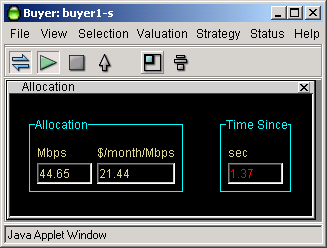 Buyer: buyer1-s
File View Selection Valuation Strategy Status Help
Allocation
Allocation Time Since
Mbps $/month/Mbps sec
44.65 21.44 1.37
Java Applet Window